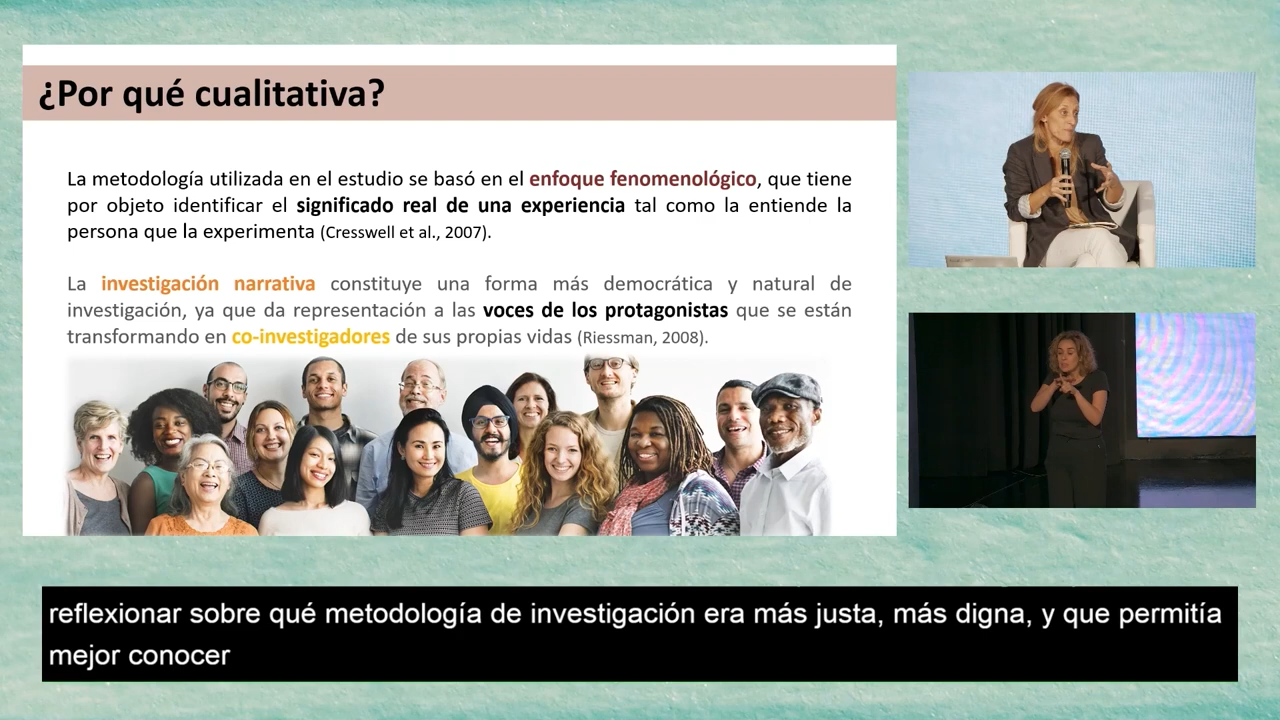 ¿Por qué cualitativa?
La metodología utilizada en el estudio se basó en el enfoque fenomenológico, que tiene
por objeto identificar el significado real de una experiencia tal como la entiende la
persona que la experimenta (Cresswell et al., 2007).
La investigación narrativa constituye una forma más democrática y natural de
investigación, ya que da representación a las voces de los protagonistas que se están
transformando en co-investigadores de sus propias vidas (Riessman, 2008).
reflexionar sobre qué metodología de investigación era más justa, más digna, y que permitía
mejor conocer